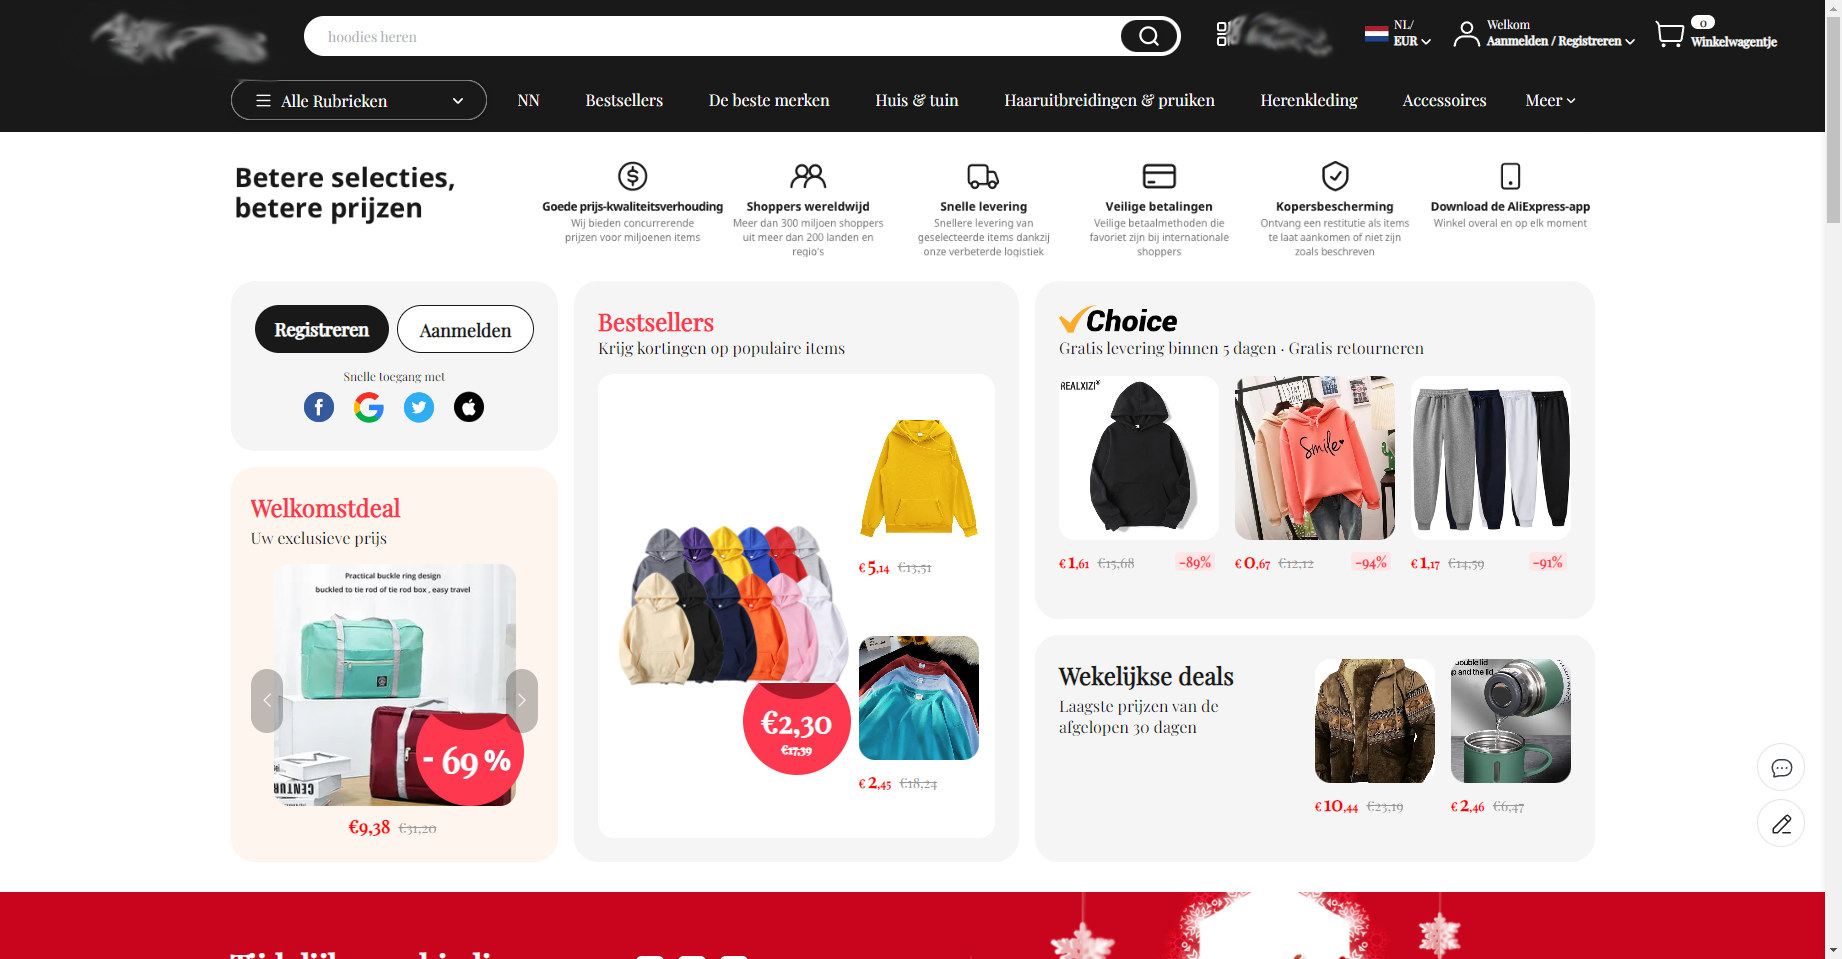 hoodies heren
NL/
EUR
Welkom
Aanmelden / Registreren
0
Winkelwagentje
Alle Rubrieken
NN
Bestsellers
De beste merken
Huis & tuin
Haaruitbreidingen & pruiken
Herenkleding
Accessoires
Meer
Betere selecties,
betere prijzen
Goede prijs-kwaliteitsverhouding
Wij bieden concurrerende
prijzen voor miljoenen items
Shoppers wereldwijd
Meer dan 300 miljoen shoppers
uit meer dan 200 landen en
regio's
Snelle levering
Snellere levering van
geselecteerde items dankzij
onze verbeterde logistiek
Veilige betalingen
Veilige betaalmethoden die
favoriet zijn bij internationale
shoppers
Kopersbescherming
Ontvang een restitutie als items
te laat aankomen of niet zijn
zoals beschreven
Download de AliExpress-app
Winkel overal en op elk moment
Registreren
Aanmelden
Snelle toegang met
Welkomstdeal
Uw exclusieve prijs
Practical buckle ring design
buckled to tie rod of tie rod box , easy travel
- 69 %
€9,38 €31,20
Bestsellers
Krijg kortingen op populaire items
€2,30
€17,39
€ 5,14 €13,51
€ 2,45 €18,24
Choice
Gratis levering binnen 5 dagen · Gratis retourneren
REALXIZI
Smile
€ 1,61 €15,68 -89%
€ 0,67 €12,12 -94%
€ 1,17 €14,59 -91%
Wekelijkse deals
Laagste prijzen van de
afgelopen 30 dagen
double lid
p and the lid
€ 10,44 €23,19
€ 2,46 €6,47